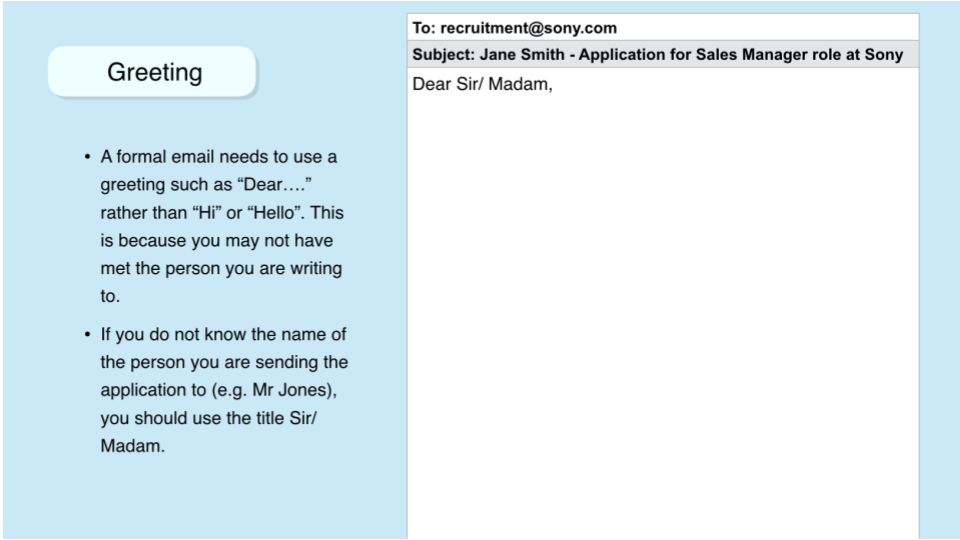 Greeting
• A formal email needs to use a
greeting such as “Dear….”
rather than “Hi” or “Hello”. This
is because you may not have
met the person you are writing
to.
• If you do not know the name of
the person you are sending the
application to (e.g. Mr Jones),
you should use the title Sir/
Madam.
To: recruitment@sony.com
Subject: Jane Smith - Application for Sales Manager role at Sony
Dear Sir/ Madam,